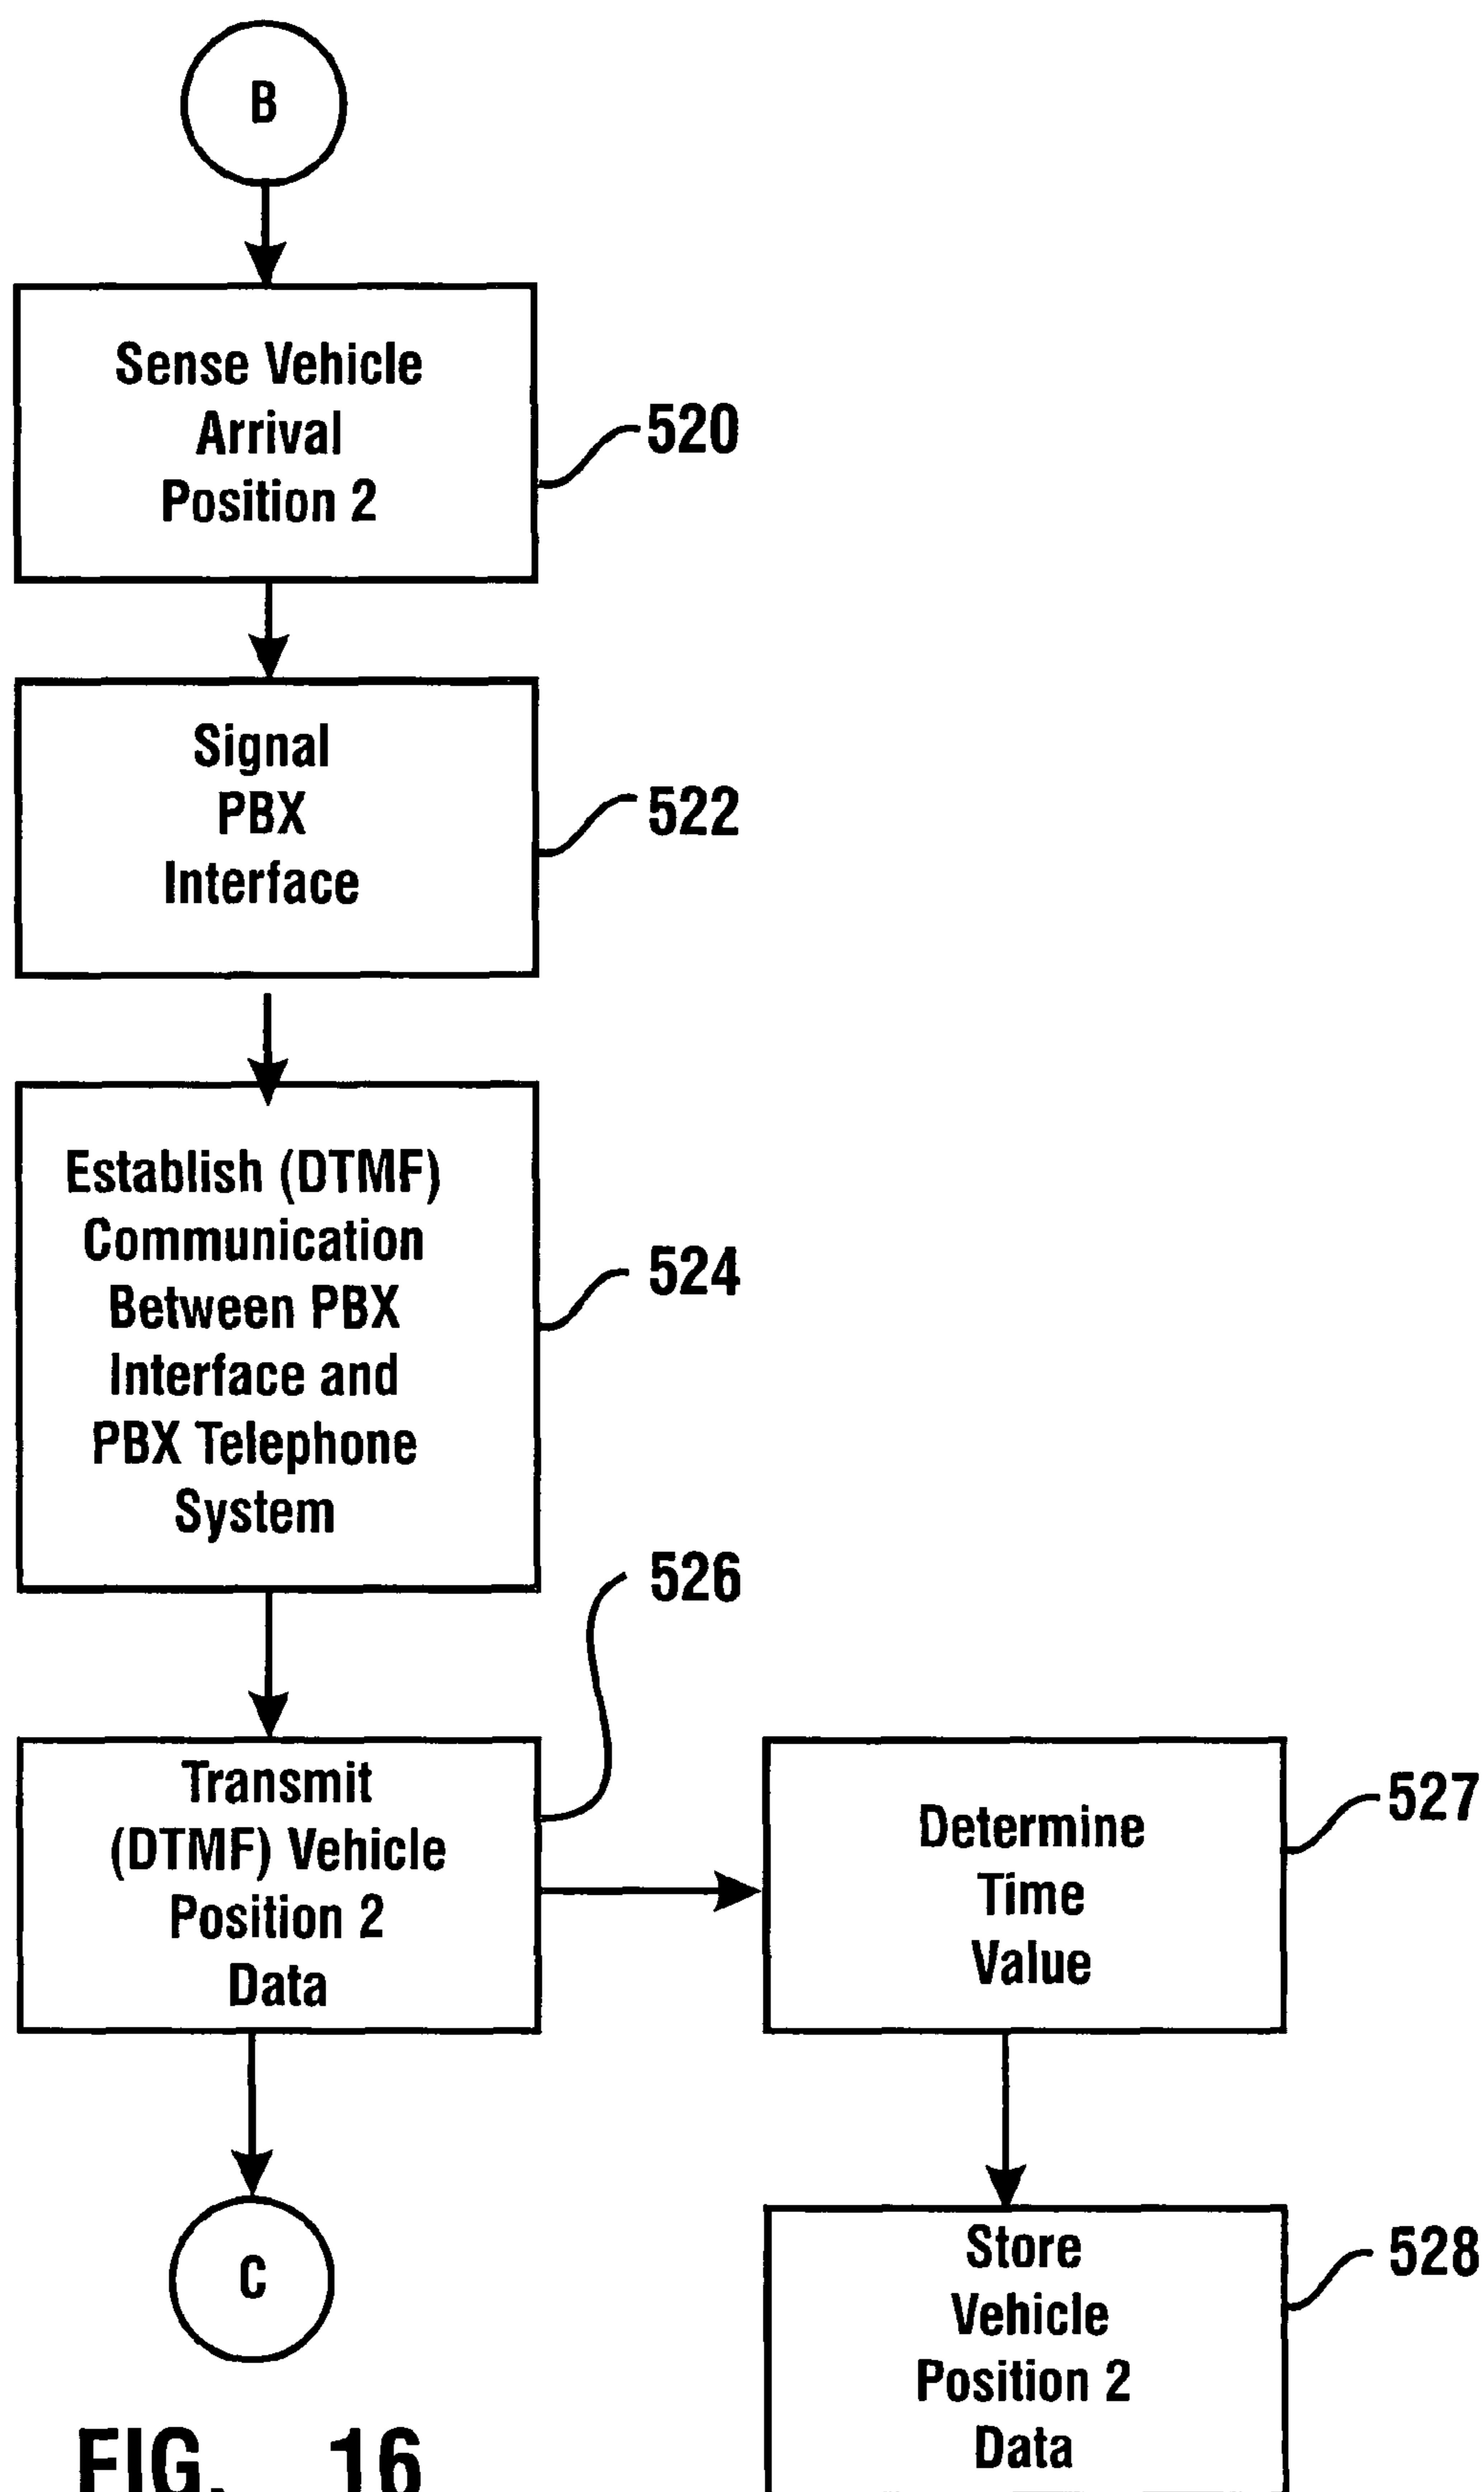 B
Sense Vehicle
Arrival
Position 2
520
Signal
PBX
Interface
522
Establish (DTMF)
Communication
Between PBX
Interface and
PBX Telephone
System
524
526
Transmit
(DTMF) Vehicle
Position 2
Data
Determine
Time
Value
527
C
Store
Vehicle
Position 2
Data
528
FIG. 16